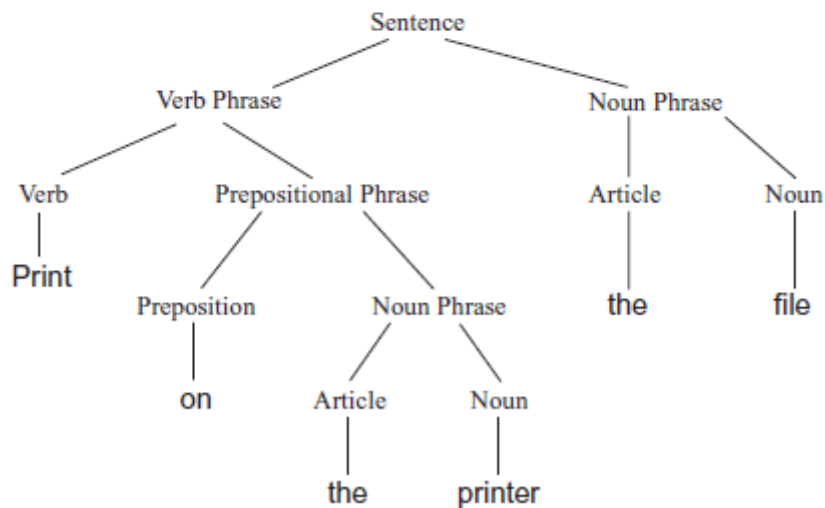 Sentence
Verb Phrase Noun Phrase
Verb Prepositional Phrase Article Noun
Print
Preposition Noun Phrase the file
on Article Noun
the printer